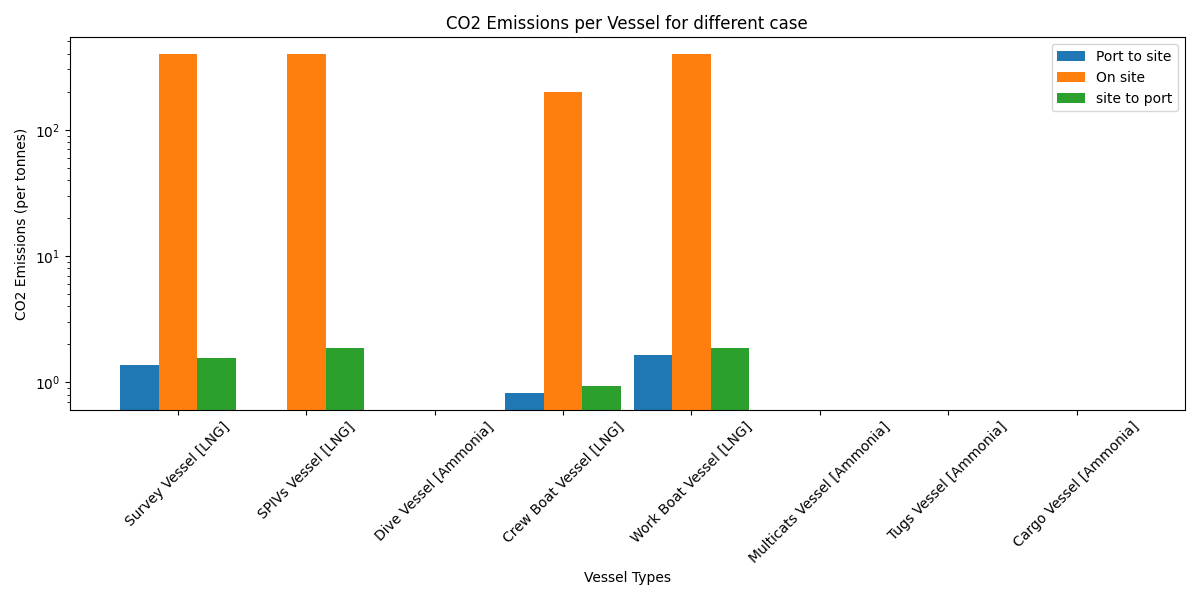 CO2 Emissions per Vessel for different case
Port to site
On site
site to port
CO2 Emissions (per tonnes)
10²
10¹
10⁰
Survey Vessel [LNG]
SPIVs Vessel [LNG]
Dive Vessel [Ammonia]
Crew Boat Vessel [LNG]
Work Boat Vessel [LNG]
Multicats Vessel [Ammonia]
Tugs Vessel [Ammonia]
Cargo Vessel [Ammonia]
Vessel Types